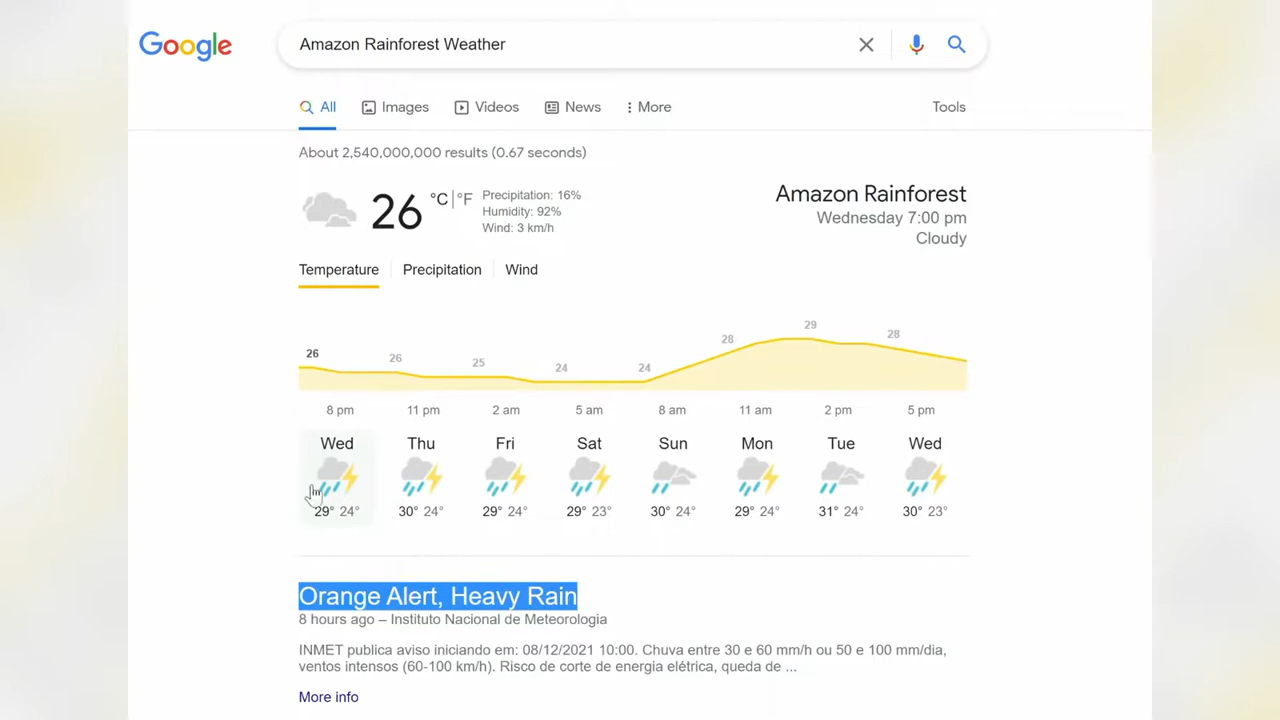 Google
Amazon Rainforest Weather
All Images Videos News More Tools
About 2,540,000,000 results (0.67 seconds)
26 °C | °F
Precipitation: 16%
Humidity: 92%
Wind: 3 km/h
Amazon Rainforest
Wednesday 7:00 pm
Cloudy
Temperature Precipitation Wind
26 26 25 24 24 28 29 28
8 pm 11 pm 2 am 5 am 8 am 11 am 2 pm 5 pm
Wed Thu Fri Sat Sun Mon Tue Wed
29° 24° 30° 24° 29° 24° 29° 23° 30° 24° 29° 24° 31° 24° 30° 23°
Orange Alert, Heavy Rain
8 hours ago – Instituto Nacional de Meteorologia
INMET publica aviso iniciando em: 08/12/2021 10:00. Chuva entre 30 e 60 mm/h ou 50 e 100 mm/dia,
ventos intensos (60-100 km/h). Risco de corte de energia elétrica, queda de ...
More info